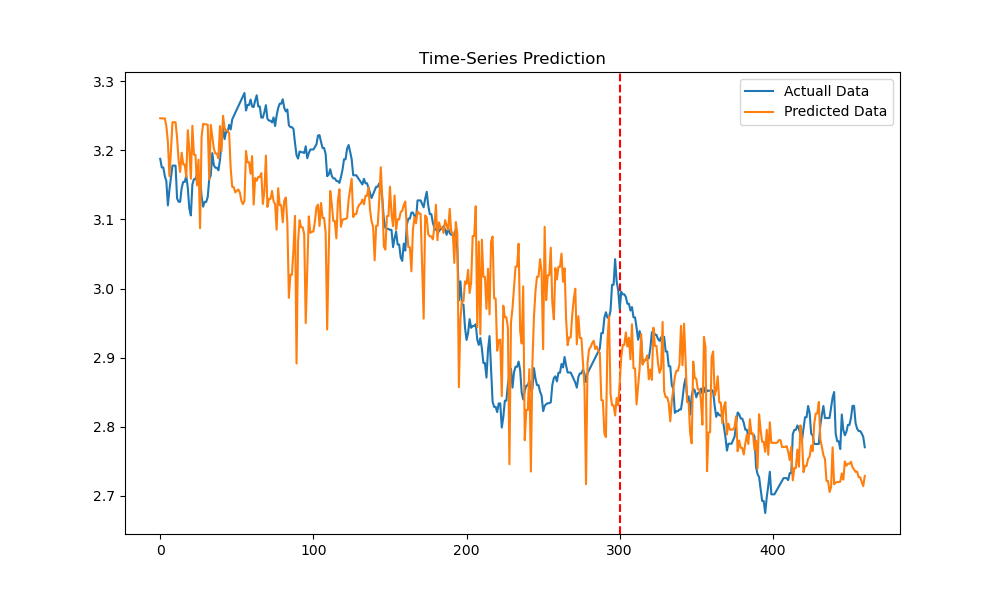 Time-Series Prediction
Actuall Data
Predicted Data
3.3
3.2
3.1
3.0
2.9
2.8
2.7
0 100 200 300 400